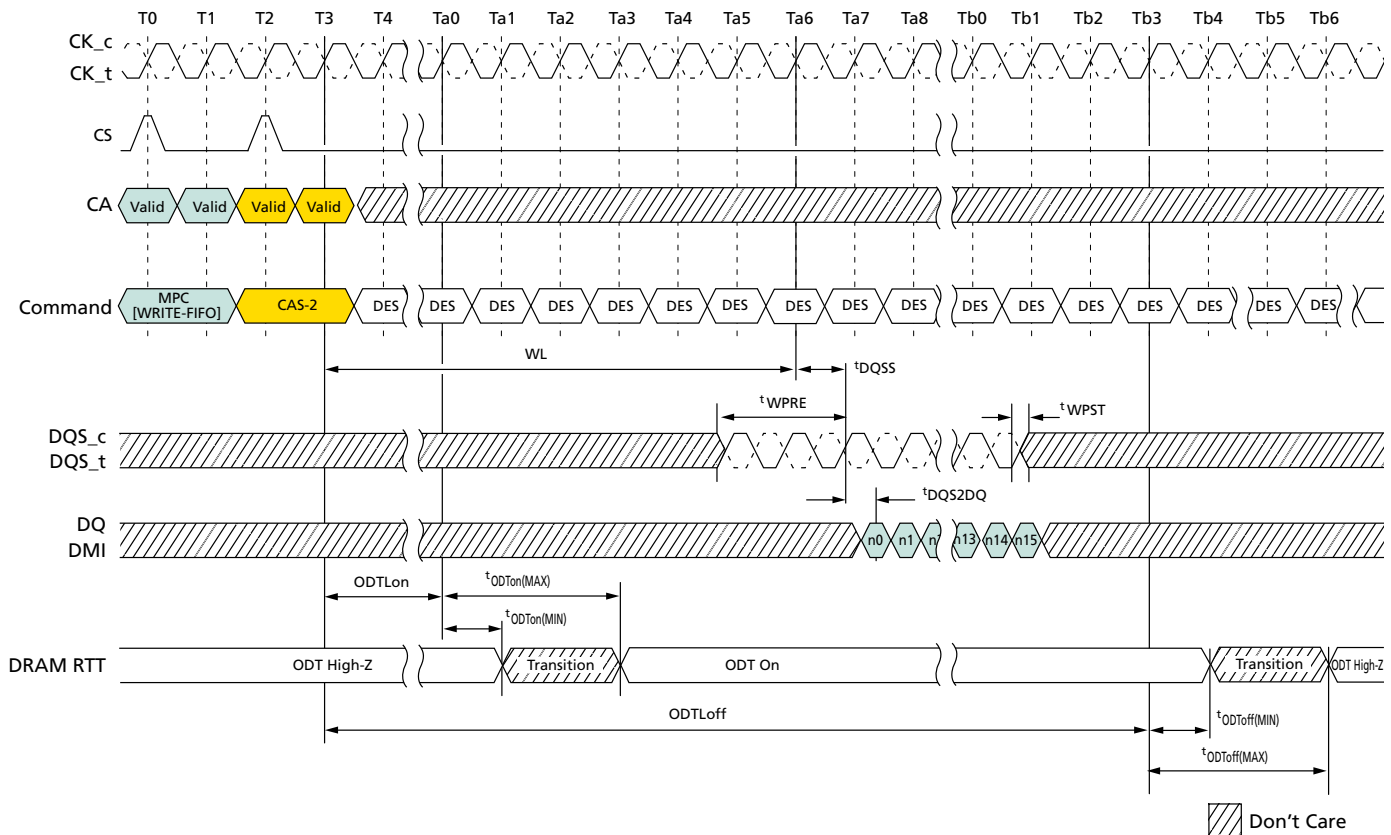 T0 T1 T2 T3 T4 Ta0 Ta1 Ta2 Ta3 Ta4 Ta5 Ta6 Ta7 Ta8 Tb0 Tb1 Tb2 Tb3 Tb4 Tb5 Tb6
CK_c
CK_t
CS
CA Valid Valid Valid Valid
Command MPC [WRITE-FIFO] CAS-2 DES DES DES DES DES DES DES DES DES DES DES DES DES DES DES DES DES
WL
tDQSS
tWPRE
tWPST
DQS_c
DQS_t
tDQS2DQ
DQ
DMI
n0 n1 n13 n14 n15
ODTLon
tODTon(MAX)
tODTon(MIN)
DRAM RTT ODT High-Z Transition ODT On Transition ODT High-Z
ODTLoff
tODToff(MIN)
tODToff(MAX)
Don't Care